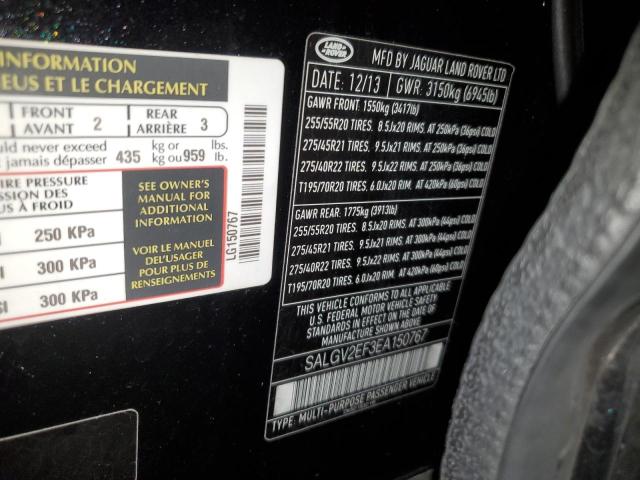 INFORMATION
EUS ET LE CHARGEMENT
FRONT
AVANT 2
REAR
ARRIÈRE 3
uld never exceed
t jamais dépasser 435 kg or
kg ou 959 lbs.
lb.
IRE PRESSURE
SSION DES
S À FROID
250 KPa
300 KPa
300 KPa
SEE OWNER'S
MANUAL FOR
ADDITIONAL
INFORMATION
VOIR LE MANUEL
DEL'USAGER
POUR PLUS DE
RENSEIGNEMENTS
LG150767
LAND
ROVER
MFD BY JAGUAR LAND ROVER LTD
DATE: 12/13 GWR: 3150kg (6945lb)
GAWR FRONT: 1550kg (3417lb)
255/55R20 TIRES. 8.5Jx20 RIMS. AT 250kPa (36psi) COLD
275/45R21 TIRES. 9.5Jx21 RIMS. AT 250kPa (36psi) COLD
275/40R22 TIRES. 9.5Jx22 RIMS. AT 250kPa (36psi) COLD
T195/70R20 TIRES. 6.0Jx20 RIM. AT 420kPa (60psi) COLD
GAWR REAR: 1775kg (3913lb)
255/55R20 TIRES. 8.5Jx20 RIMS. AT 300kPa (44psi) COLD
275/45R21 TIRES. 9.5Jx21 RIMS. AT 300kPa (44psi) COLD
275/40R22 TIRES. 9.5Jx22 RIMS. AT 300kPa (44psi) COLD
T195/70R20 TIRES. 6.0Jx20 RIM. AT 420kPa (60psi) COLD
THIS VEHICLE CONFORMS TO ALL APPLICABLE
U.S. FEDERAL MOTOR VEHICLE SAFETY
STANDARDS IN EFFECT ON THE DATE OF
MANUFACTURE SHOWN ABOVE.
SALGV2EF3EA150767
TYPE: MULTI-PURPOSE PASSENGER VEHICLE